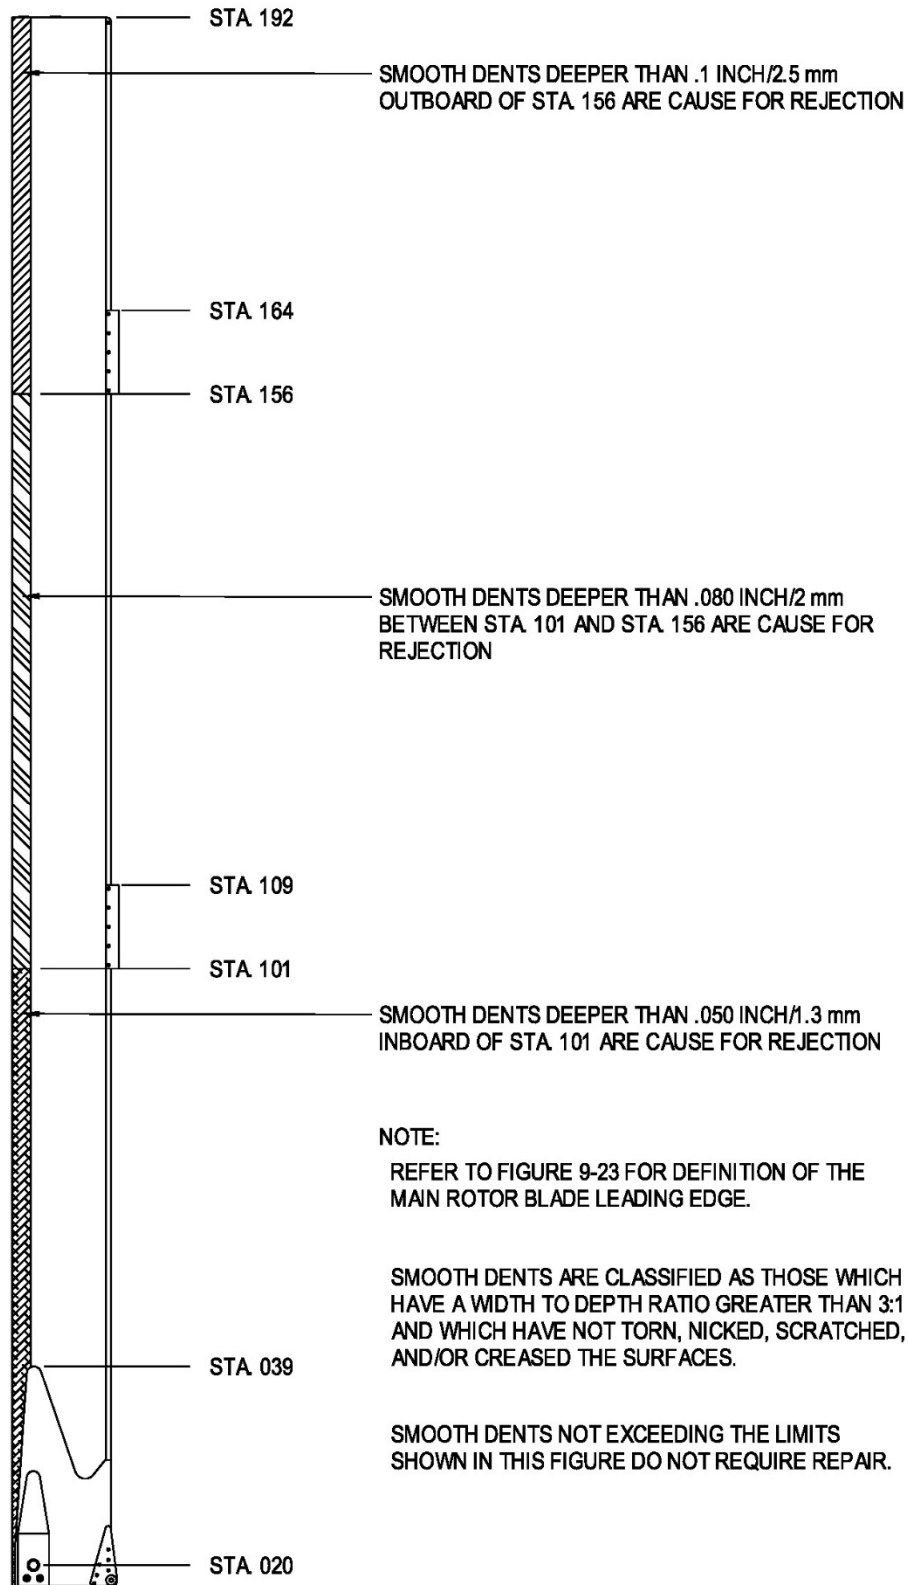 STA. 192
SMOOTH DENTS DEEPER THAN .1 INCH/2.5 mm
OUTBOARD OF STA. 156 ARE CAUSE FOR REJECTION
STA. 164
STA. 156
SMOOTH DENTS DEEPER THAN .080 INCH/2 mm
BETWEEN STA. 101 AND STA. 156 ARE CAUSE FOR
REJECTION
STA. 109
STA. 101
SMOOTH DENTS DEEPER THAN .050 INCH/1.3 mm
INBOARD OF STA. 101 ARE CAUSE FOR REJECTION
NOTE:
REFER TO FIGURE 9-23 FOR DEFINITION OF THE
MAIN ROTOR BLADE LEADING EDGE.
SMOOTH DENTS ARE CLASSIFIED AS THOSE WHICH
HAVE A WIDTH TO DEPTH RATIO GREATER THAN 3:1
AND WHICH HAVE NOT TORN, NICKED, SCRATCHED,
AND/OR CREASED THE SURFACES.
STA. 039
SMOOTH DENTS NOT EXCEEDING THE LIMITS
SHOWN IN THIS FIGURE DO NOT REQUIRE REPAIR.
STA. 020